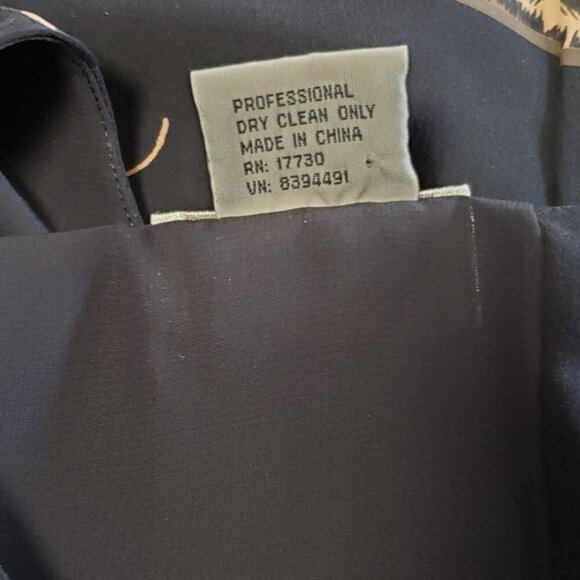 PROFESSIONAL
DRY CLEAN ONLY
MADE IN CHINA
RN: 17730
VN: 8394491